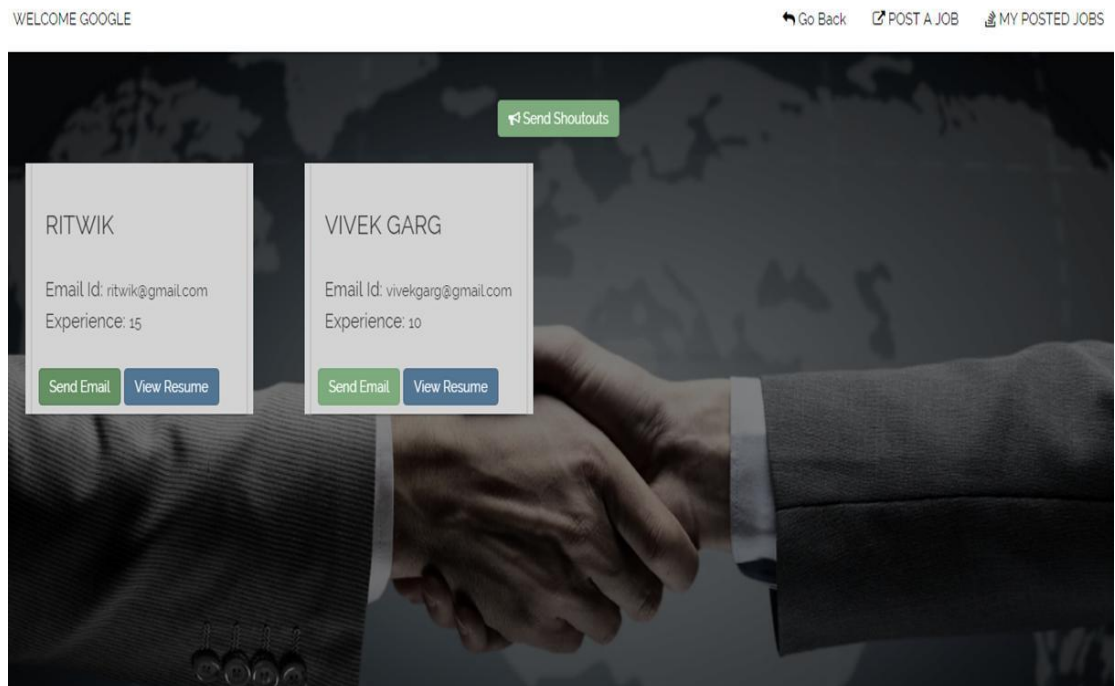 WELCOME GOOGLE
Go Back
POST A JOB
MY POSTED JOBS
Send Shoutouts
RITWIK
Email Id: ritwik@gmail.com
Experience: 15
Send Email
View Resume
VIVEK GARG
Email Id: vivekgarg@gmail.com
Experience: 10
Send Email
View Resume